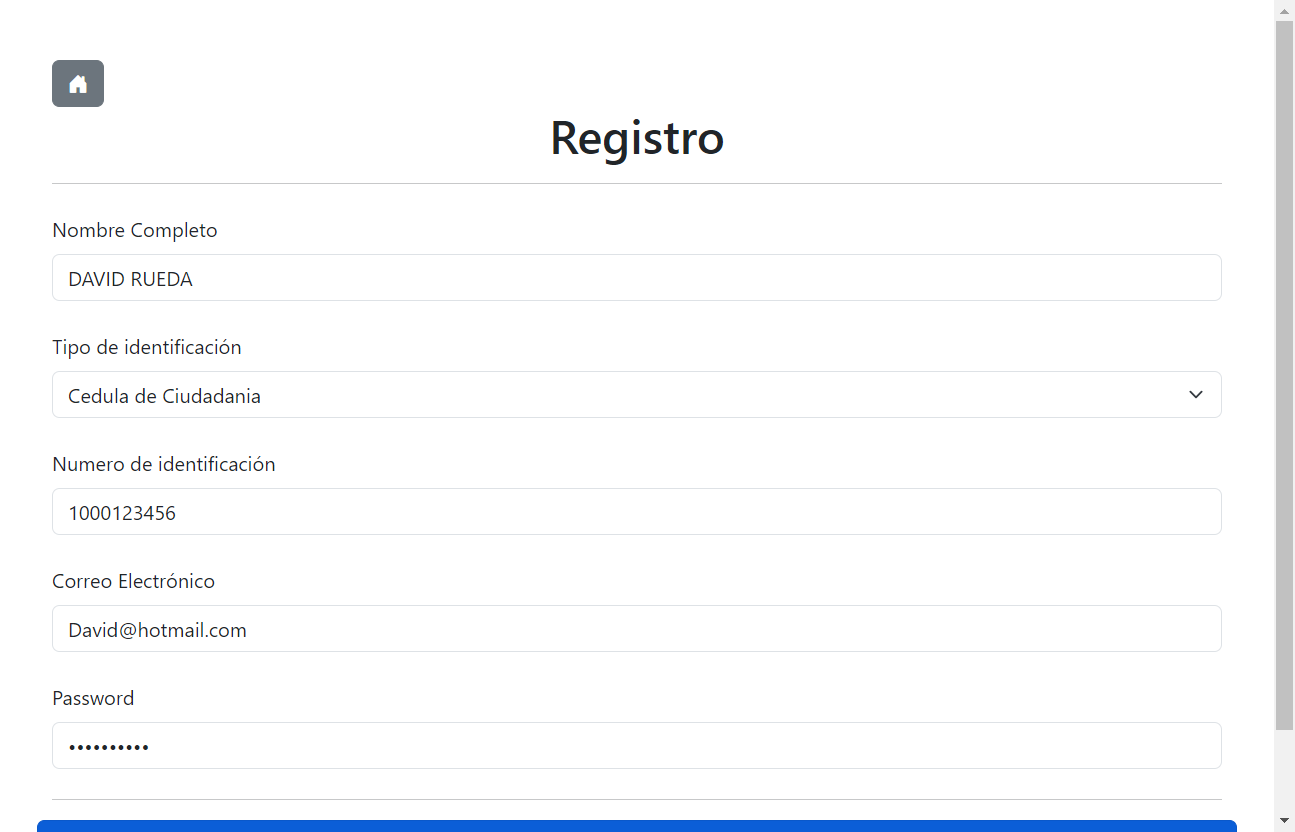 Registro
Nombre Completo
DAVID RUEDA
Tipo de identificación
Cedula de Ciudadania
Numero de identificación
1000123456
Correo Electrónico
David@hotmail.com
Password
••••••••••